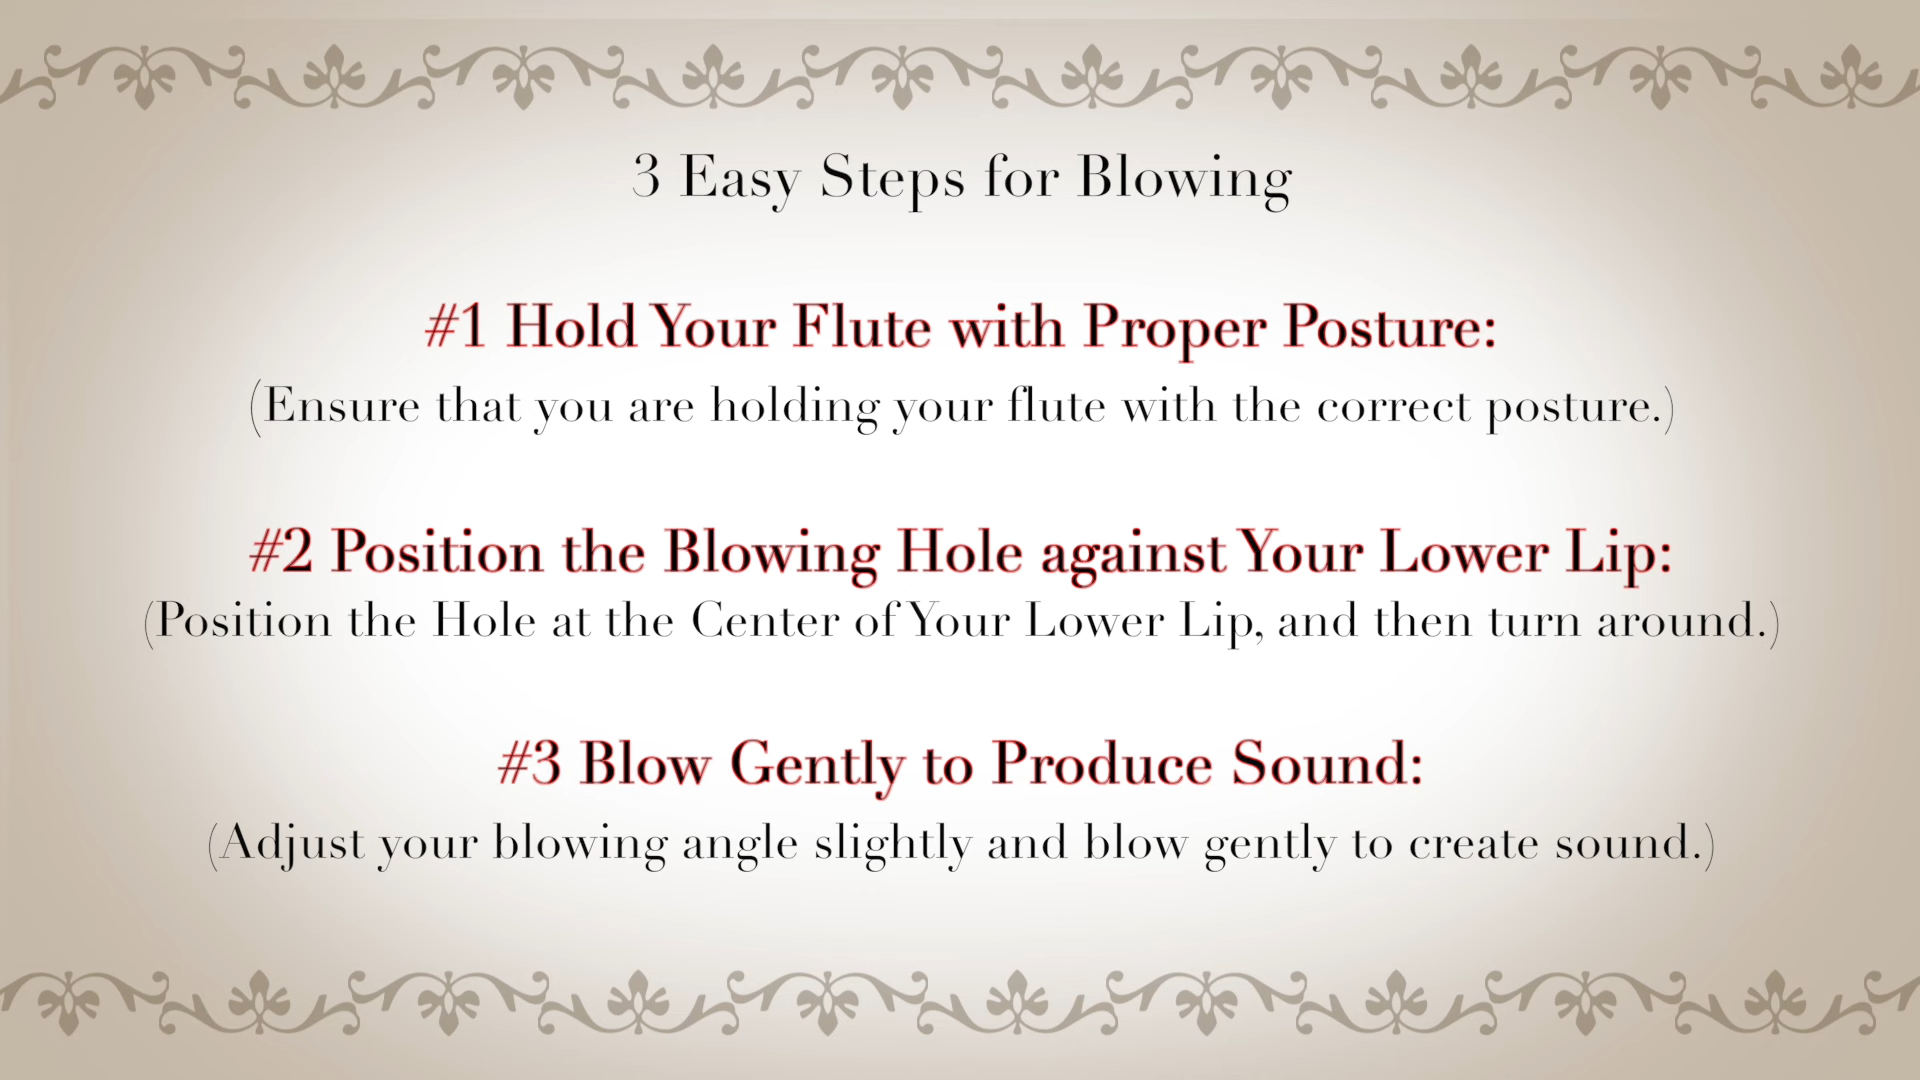 3 Easy Steps for Blowing
#1 Hold Your Flute with Proper Posture:
(Ensure that you are holding your flute with the correct posture.)
#2 Position the Blowing Hole against Your Lower Lip:
(Position the Hole at the Center of Your Lower Lip, and then turn around.)
#3 Blow Gently to Produce Sound:
(Adjust your blowing angle slightly and blow gently to create sound.)